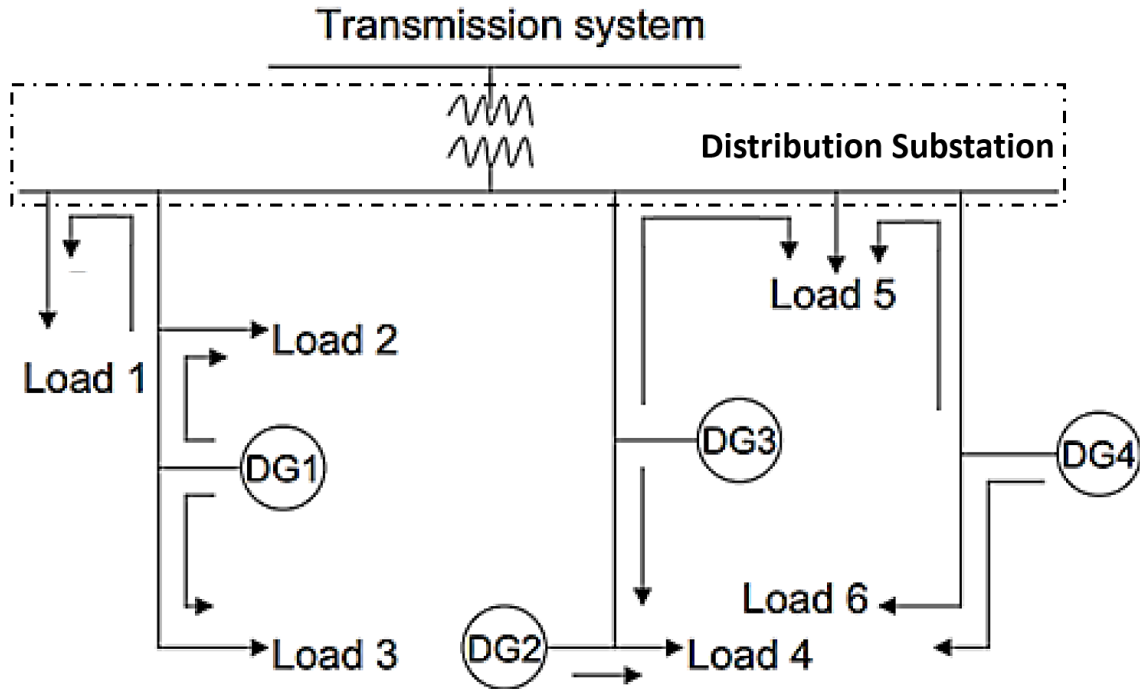 Transmission system
Distribution Substation
Load 5
Load 2
Load 1
DG1
DG3
DG4
Load 6
Load 3
DG2
Load 4